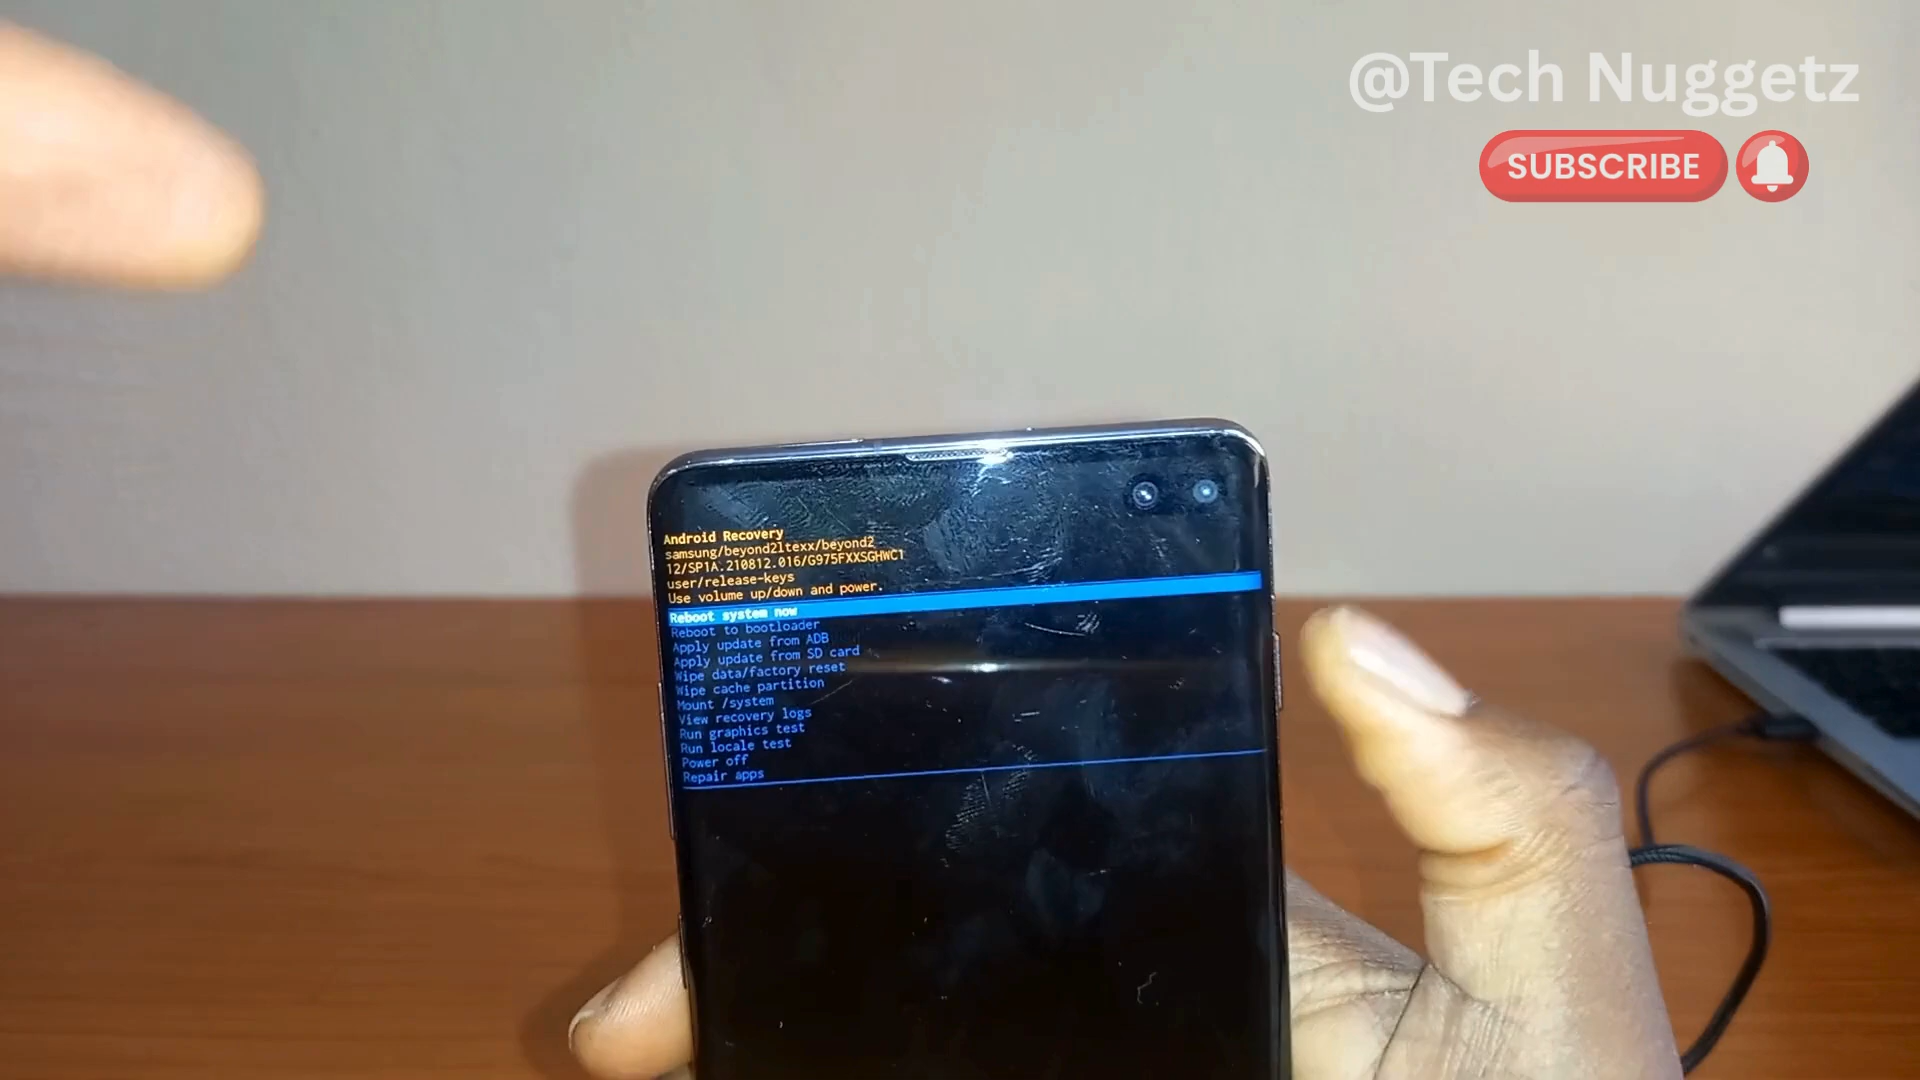 @Tech Nuggetz
SUBSCRIBE
Android Recovery
samsung/beyond2ltexx/beyond2
12/SP1A.210812.016/G975FXXSGHWC1
user/release-keys
Use volume up/down and power.
Reboot system now
Reboot to bootloader
Apply update from ADB
Apply update from SD card
Wipe data/factory reset
Wipe cache partition
Mount /system
View recovery logs
Run graphics test
Run locale test
Power off
Repair apps